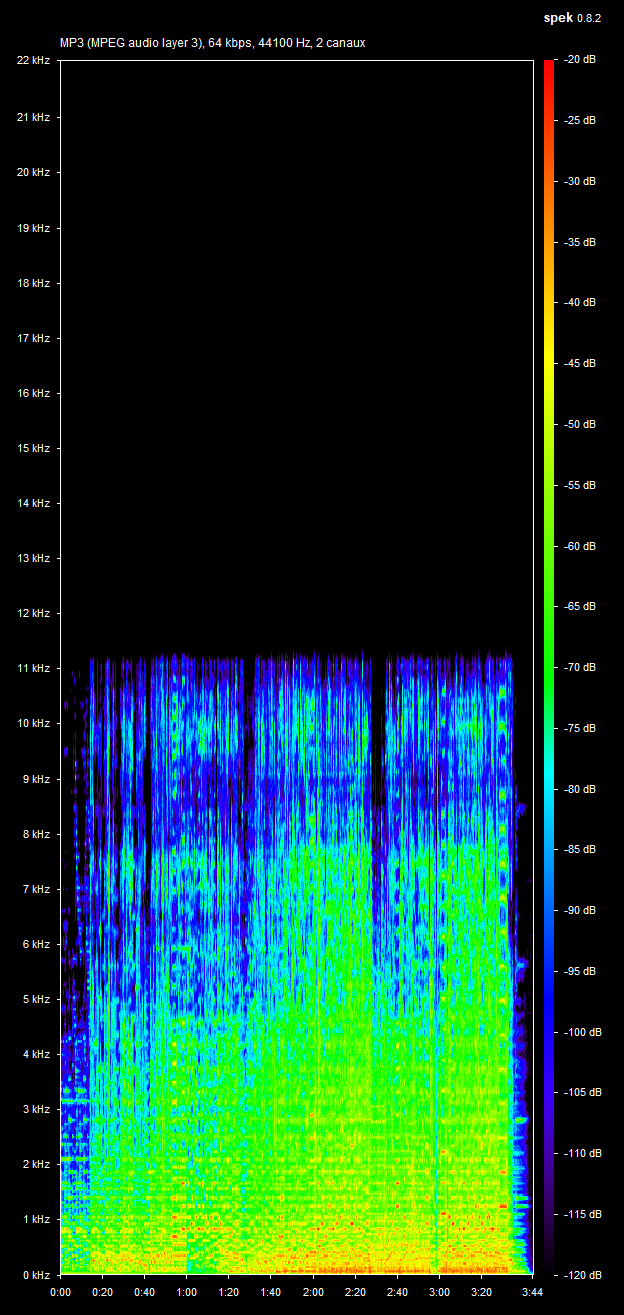 spek 0.8.2
MP3 (MPEG audio layer 3), 64 kbps, 44100 Hz, 2 canaux
22 kHz
21 kHz
20 kHz
19 kHz
18 kHz
17 kHz
16 kHz
15 kHz
14 kHz
13 kHz
12 kHz
11 kHz
10 kHz
9 kHz
8 kHz
7 kHz
6 kHz
5 kHz
4 kHz
3 kHz
2 kHz
1 kHz
0 kHz
-20 dB
-25 dB
-30 dB
-35 dB
-40 dB
-45 dB
-50 dB
-55 dB
-60 dB
-65 dB
-70 dB
-75 dB
-80 dB
-85 dB
-90 dB
-95 dB
-100 dB
-105 dB
-110 dB
-115 dB
-120 dB
0:00 0:20 0:40 1:00 1:20 1:40 2:00 2:20 2:40 3:00 3:20 3:44